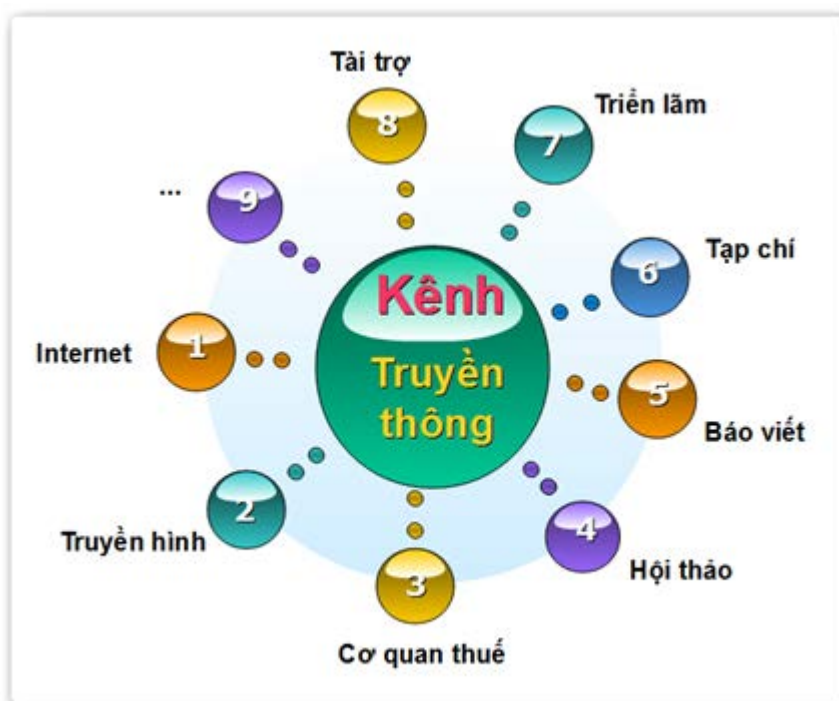 Tài trợ
8
Triển lãm
7
...
9
Tạp chí
6
Kênh
Truyền
thông
Internet
1
5
Báo viết
2
Truyền hình
4
Hội thảo
3
Cơ quan thuế